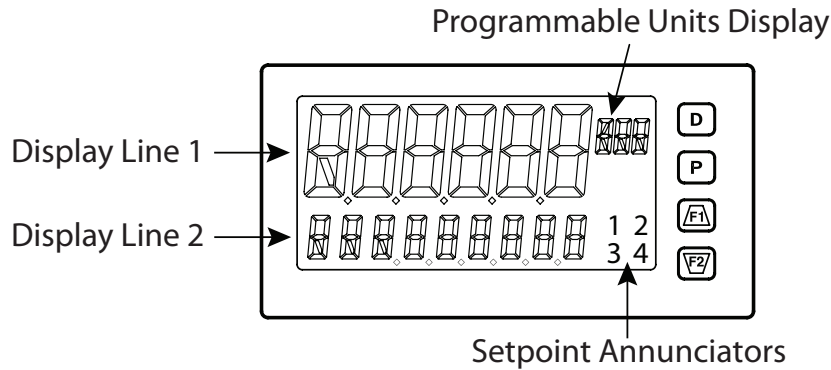 Programmable Units Display
Display Line 1
D
P
F1
Display Line 2
1 2
3 4
F2
Setpoint Annunciators